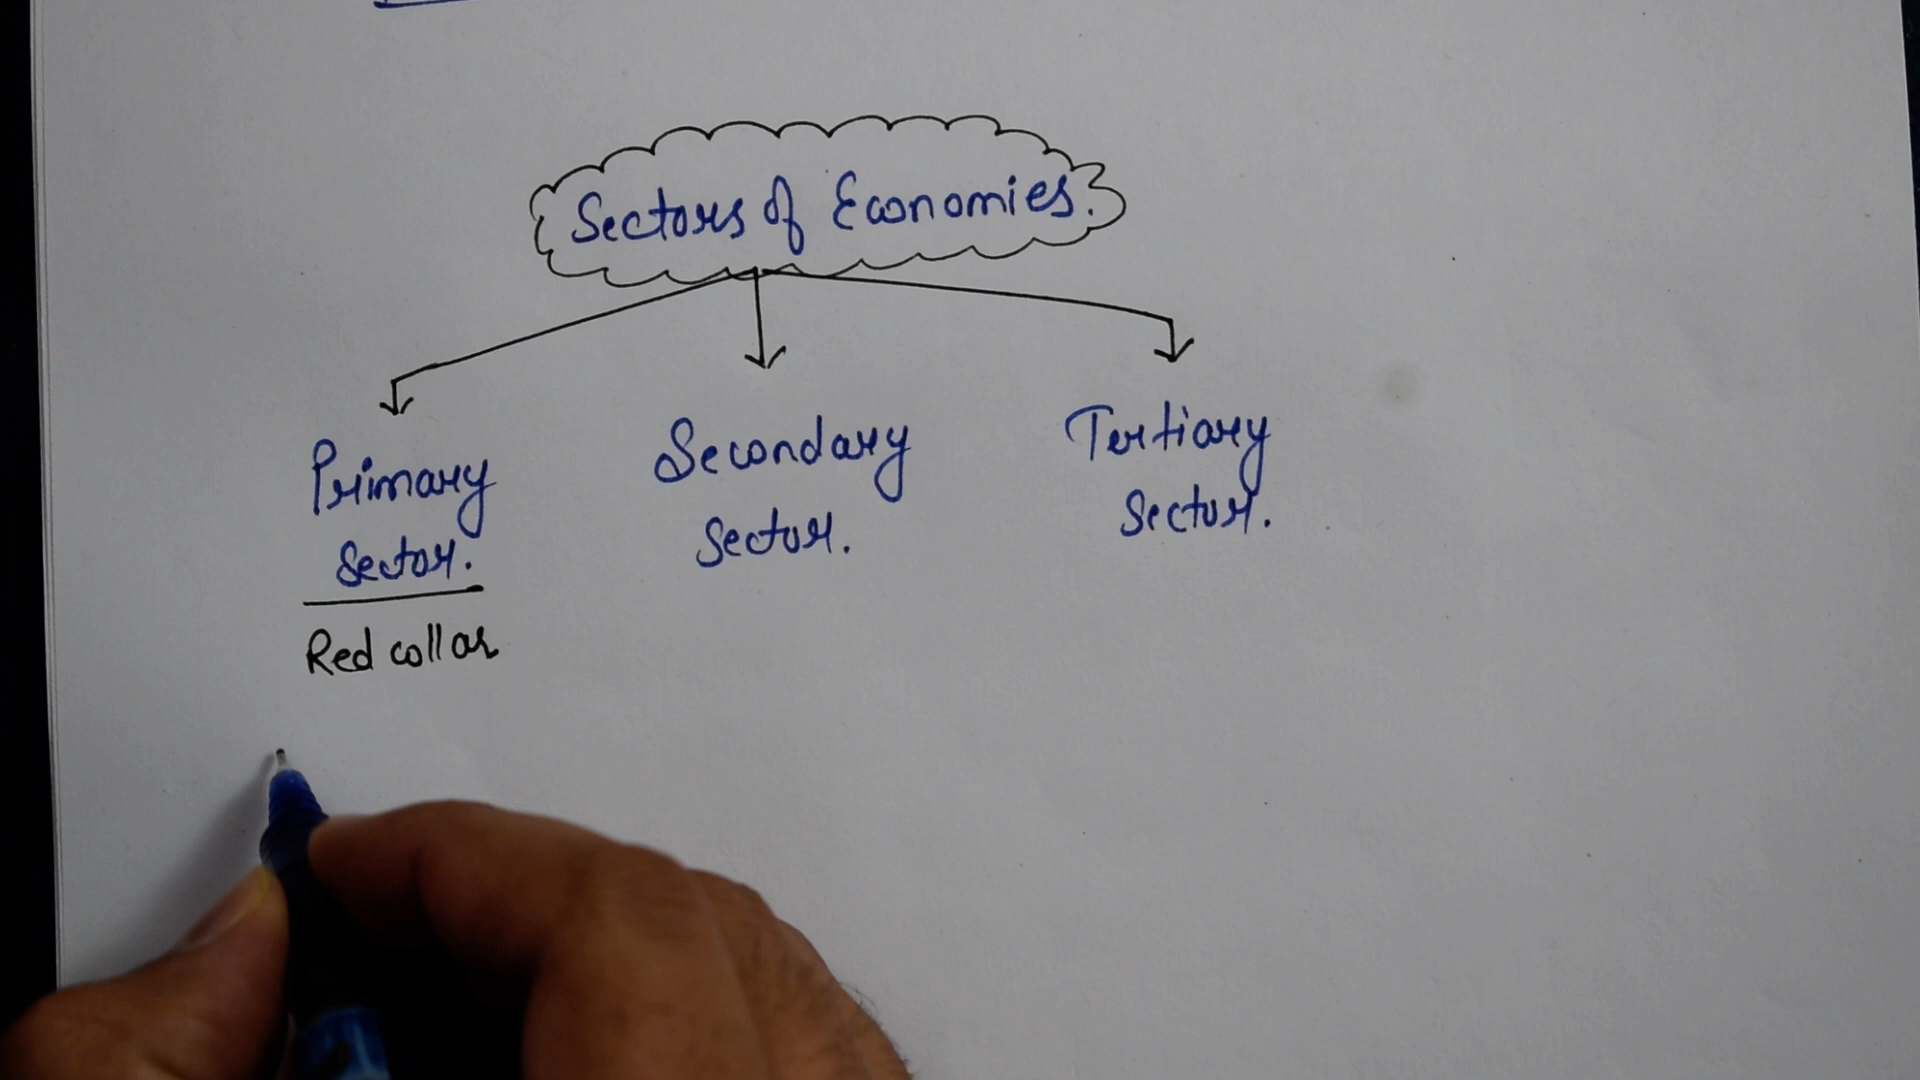 Sectors of Economies.
Primary
Sector.
Secondary
Sector.
Tertiary
Sector.
Red collar